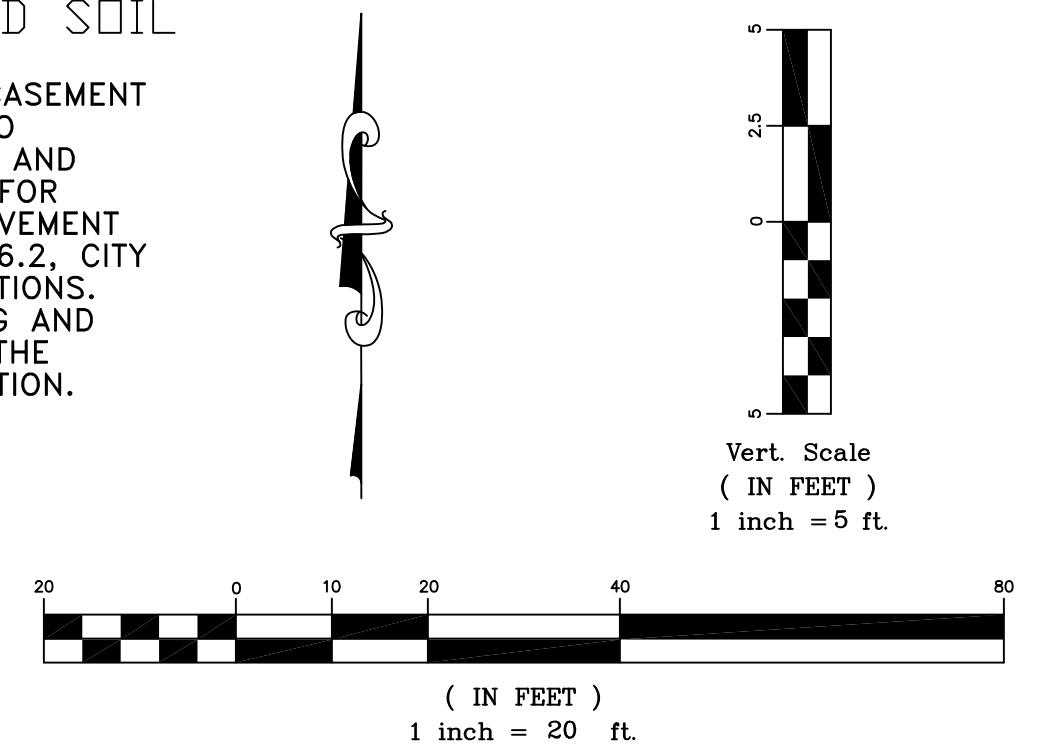 D SOIL
CASEMENT
O
AND
FOR
VEMENT
6.2, CITY
TIONS.
G AND
THE
TION.
5
2.5
0
5
Vert. Scale
( IN FEET )
1 inch = 5 ft.
20 0 10 20 40 80
( IN FEET )
1 inch = 20 ft.